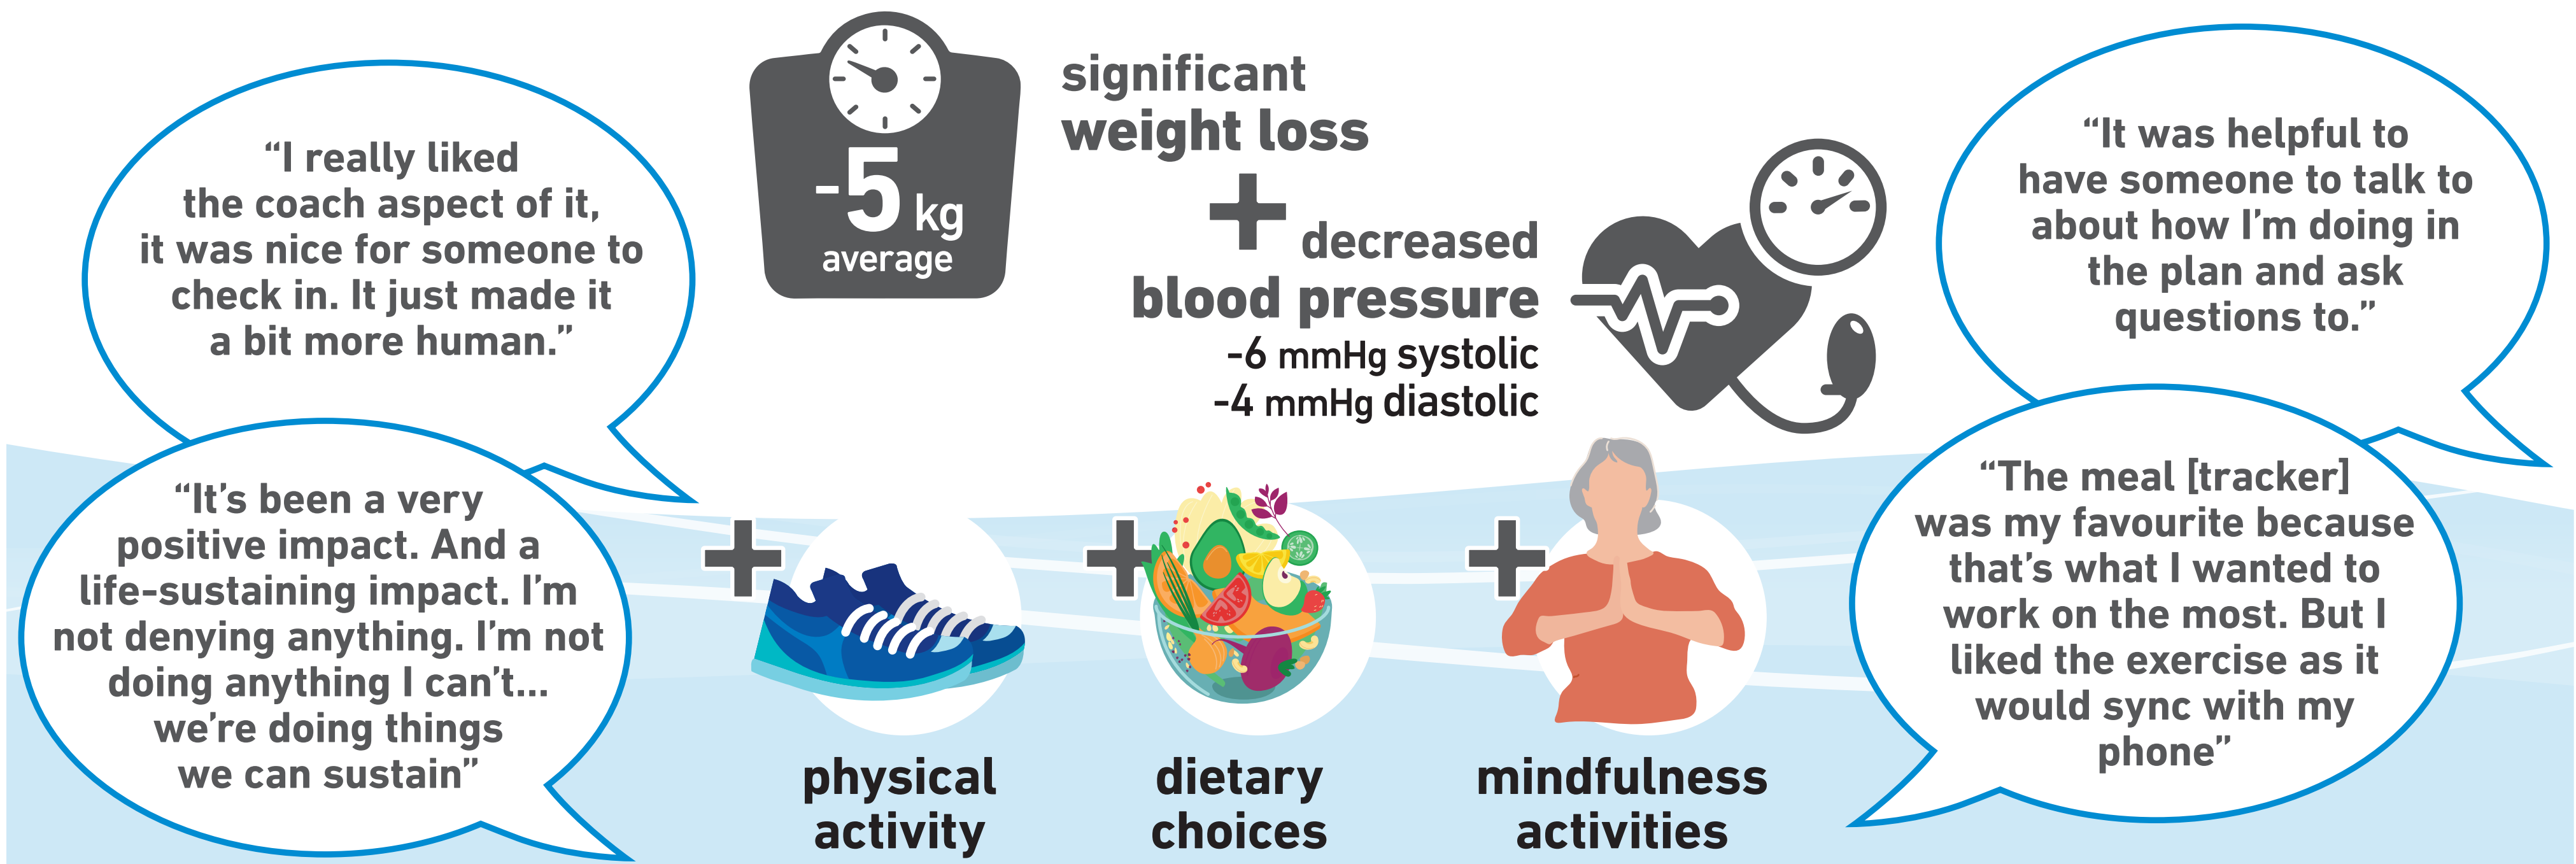 “I really liked
the coach aspect of it,
it was nice for someone to
check in. It just made it
a bit more human.”
“It’s been a very
positive impact. And a
life-sustaining impact. I’m
not denying anything. I’m not
doing anything I can’t...
we’re doing things
we can sustain”
-5 kg
average
significant
weight loss
+
decreased
blood pressure
-6 mmHg systolic
-4 mmHg diastolic
+
physical
activity
+
dietary
choices
+
mindfulness
activities
“It was helpful to
have someone to talk to
about how I’m doing in
the plan and ask
questions to.”
“The meal [tracker]
was my favourite because
that’s what I wanted to
work on the most. But I
liked the exercise as it
would sync with my
phone”